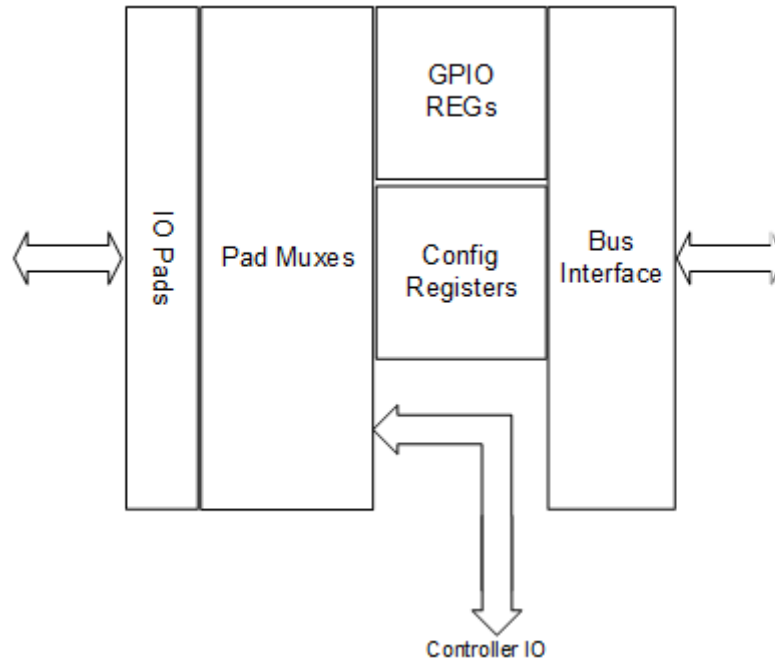 GPIO
REGs
IO Pads
Pad Muxes
Config
Registers
Bus
Interface
Controller IO